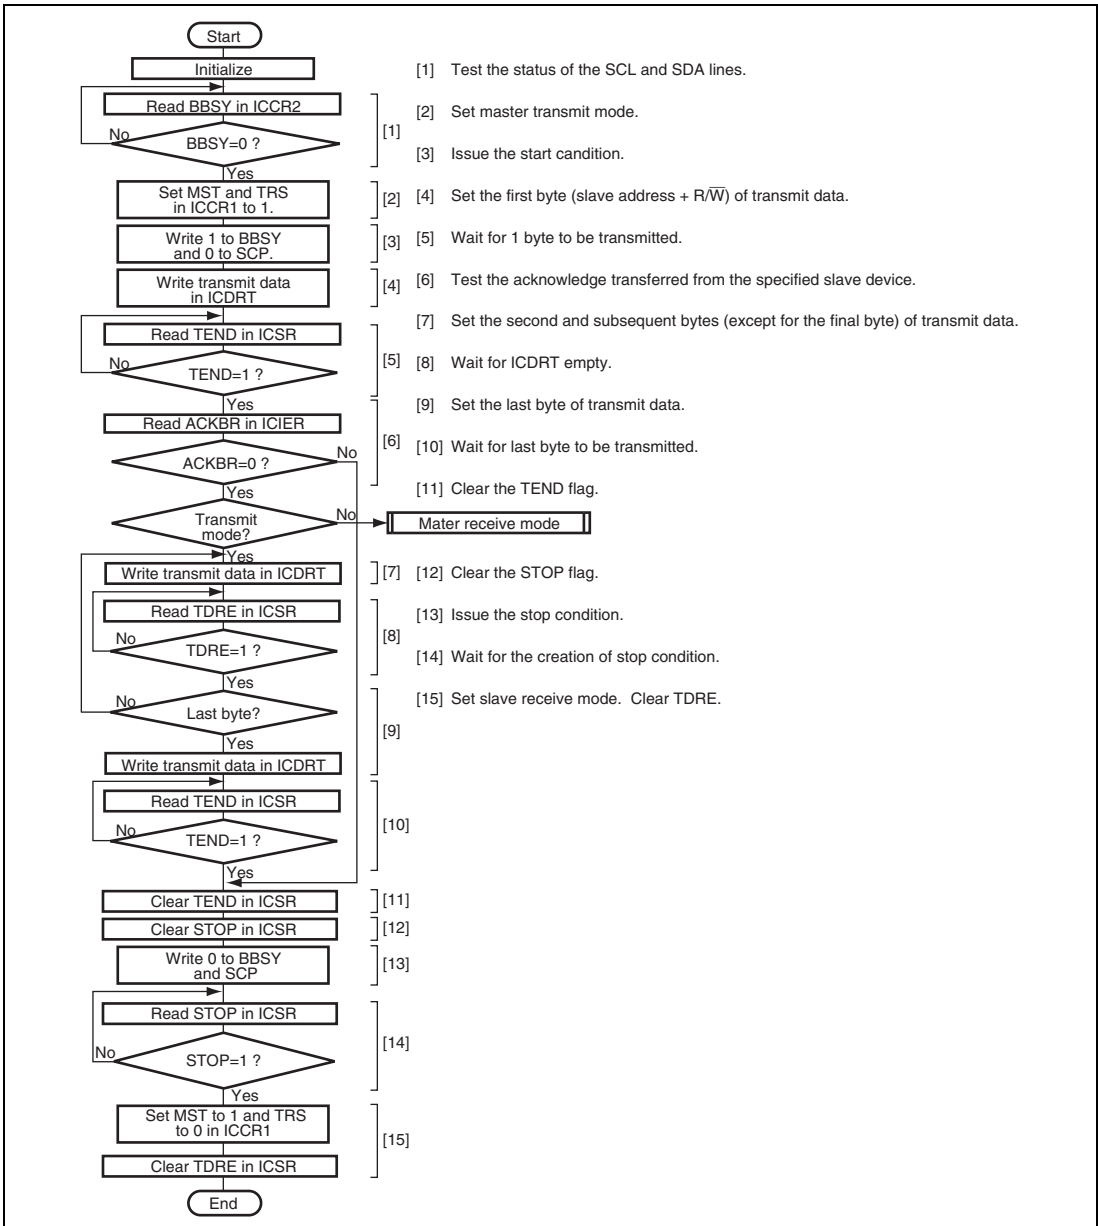 Start
Initialize
Read BBSY in ICCR2
No
BBSY=0 ?
[1]
Yes
Set MST and TRS
in ICCR1 to 1.
[2]
Write 1 to BBSY
and 0 to SCP.
[3]
Write transmit data
in ICDRT
[4]
Read TEND in ICSR
No
TEND=1 ?
[5]
Yes
Read ACKBR in ICIER
[6]
No
ACKBR=0 ?
Yes
Transmit
mode?
No
Mater receive mode
Yes
Write transmit data in ICDRT
[7]
Read TDRE in ICSR
No
TDRE=1 ?
[8]
Yes
No
Last byte?
[9]
Yes
Write transmit data in ICDRT
Read TEND in ICSR
No
TEND=1 ?
[10]
Yes
Clear TEND in ICSR
[11]
Clear STOP in ICSR
[12]
Write 0 to BBSY
and SCP
[13]
Read STOP in ICSR
No
STOP=1 ?
[14]
Yes
Set MST to 1 and TRS
to 0 in ICCR1
[15]
Clear TDRE in ICSR
End
[1] Test the status of the SCL and SDA lines.
[2] Set master transmit mode.
[3] Issue the start candition.
[4] Set the first byte (slave address + R/W̅) of transmit data.
[5] Wait for 1 byte to be transmitted.
[6] Test the acknowledge transferred from the specified slave device.
[7] Set the second and subsequent bytes (except for the final byte) of transmit data.
[8] Wait for ICDRT empty.
[9] Set the last byte of transmit data.
[10] Wait for last byte to be transmitted.
[11] Clear the TEND flag.
[12] Clear the STOP flag.
[13] Issue the stop condition.
[14] Wait for the creation of stop condition.
[15] Set slave receive mode. Clear TDRE.